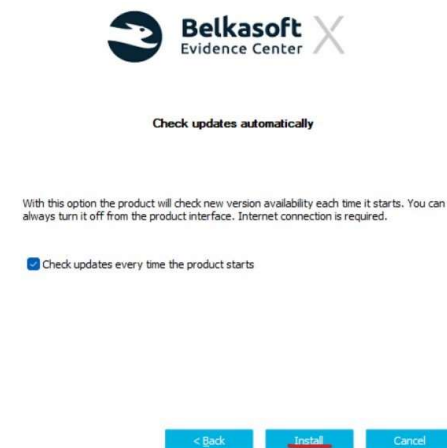 Belkasoft X
Evidence Center
Check updates automatically
With this option the product will check new version availability each time it starts. You can
always turn it off from the product interface. Internet connection is required.
Check updates every time the product starts
< Back
Install
Cancel